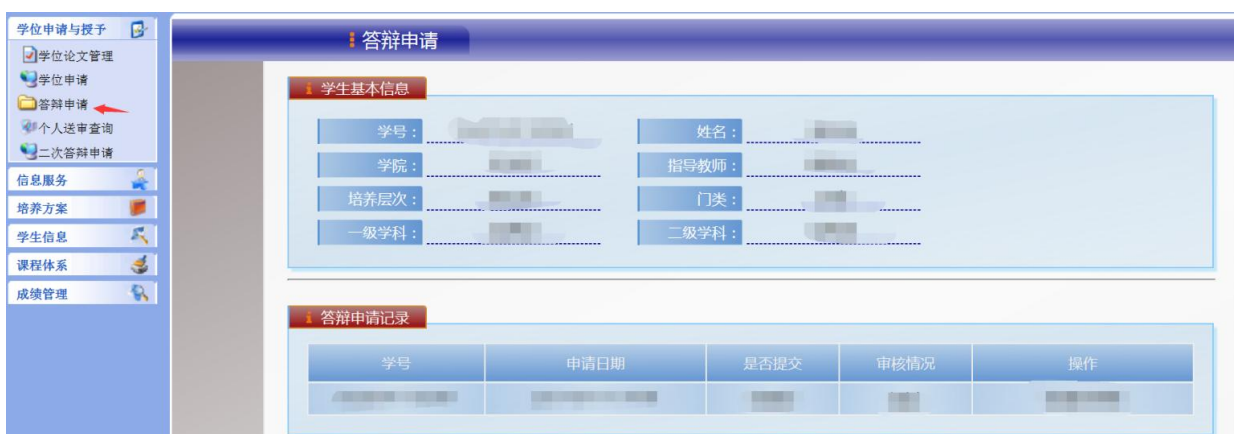 学位申请与授予
学位论文管理
学位申请
答辩申请
个人送审查询
二次答辩申请
信息服务
培养方案
学生信息
课程体系
成绩管理
答辩申请
学生基本信息
学号： 姓名：
学院： 指导教师：
培养层次： 门类：
一级学科： 二级学科：
答辩申请记录
学号 申请日期 是否提交 审核情况 操作